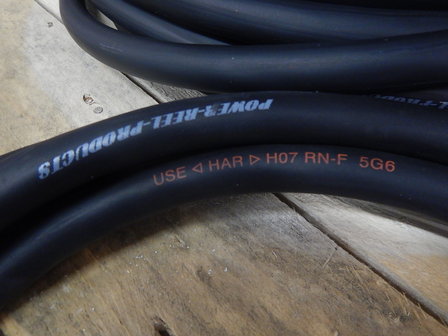 POWER-REEL-PRODUCTS
USE ◁ HAR ▷ H07 RN-F 5G6